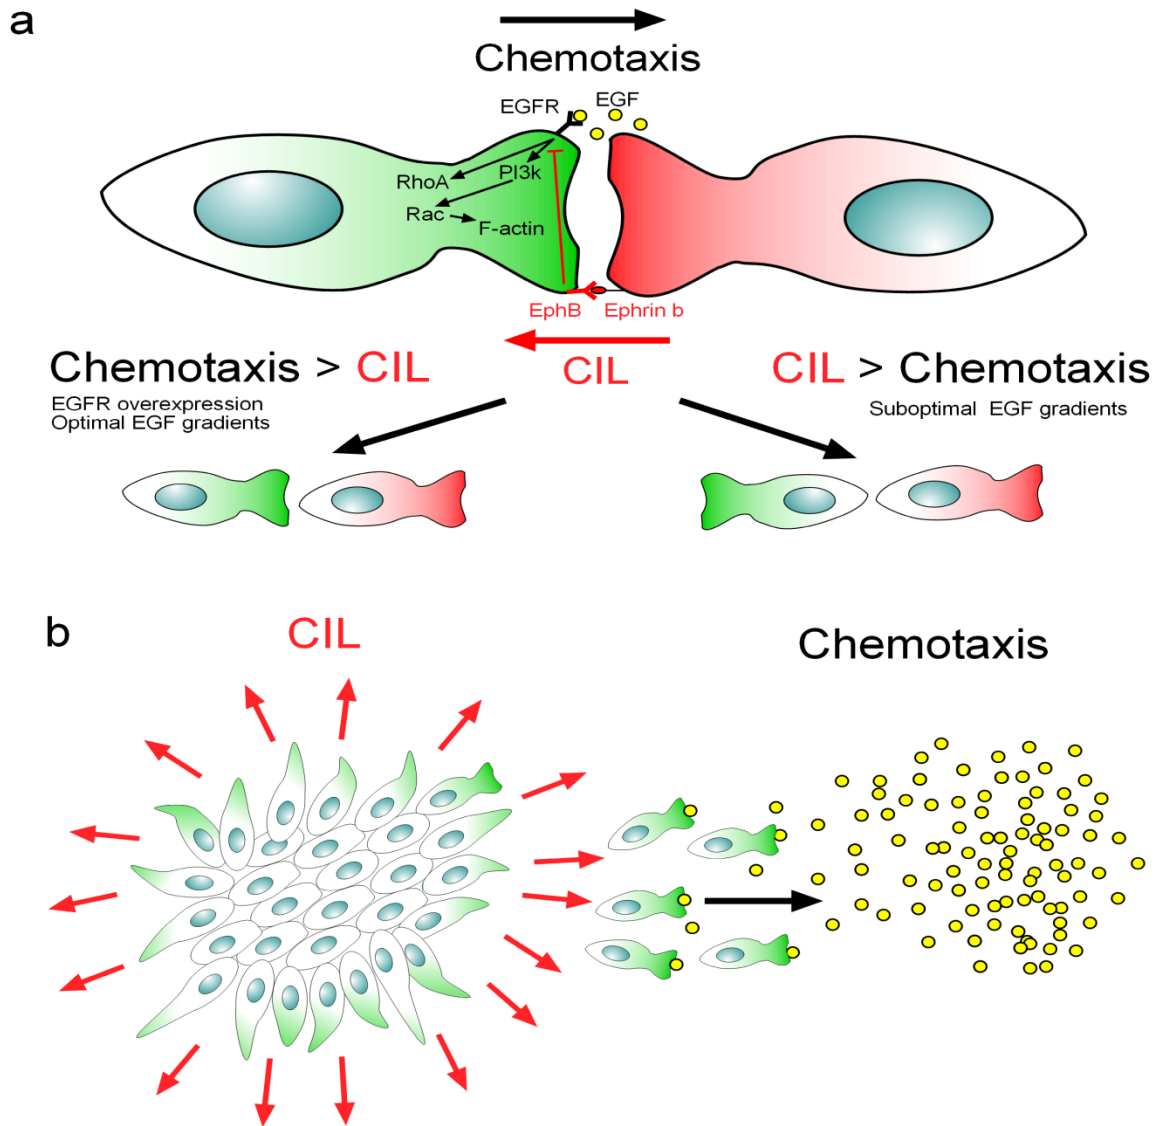 a
Chemotaxis
EGFR
EGF
RhoA
PI3k
Rac
F-actin
EphB
Ephrin b
CIL
Chemotaxis > CIL
EGFR overexpression
Optimal EGF gradients
CIL > Chemotaxis
Suboptimal EGF gradients
b
CIL
Chemotaxis